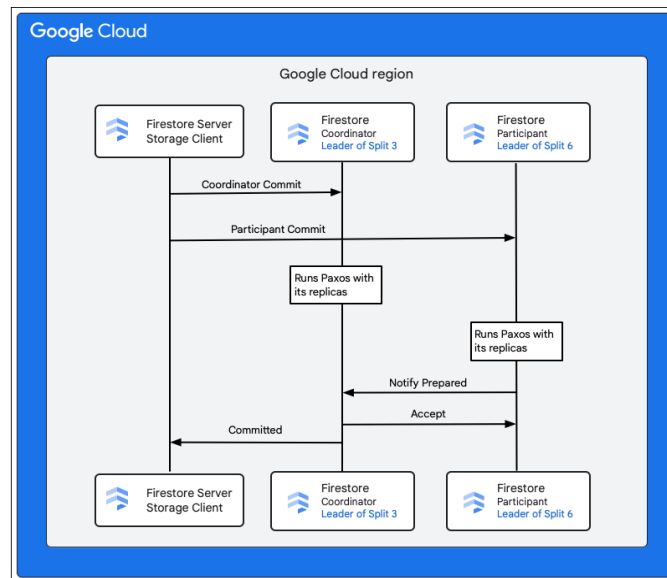 Google Cloud
Google Cloud region
Firestore Server
Storage Client
Firestore
Coordinator
Leader of Split 3
Firestore
Participant
Leader of Split 6
Coordinator Commit
Participant Commit
Runs Paxos with
its replicas
Runs Paxos with
its replicas
Notify Prepared
Accept
Committed
Firestore Server
Storage Client
Firestore
Coordinator
Leader of Split 3
Firestore
Participant
Leader of Split 6